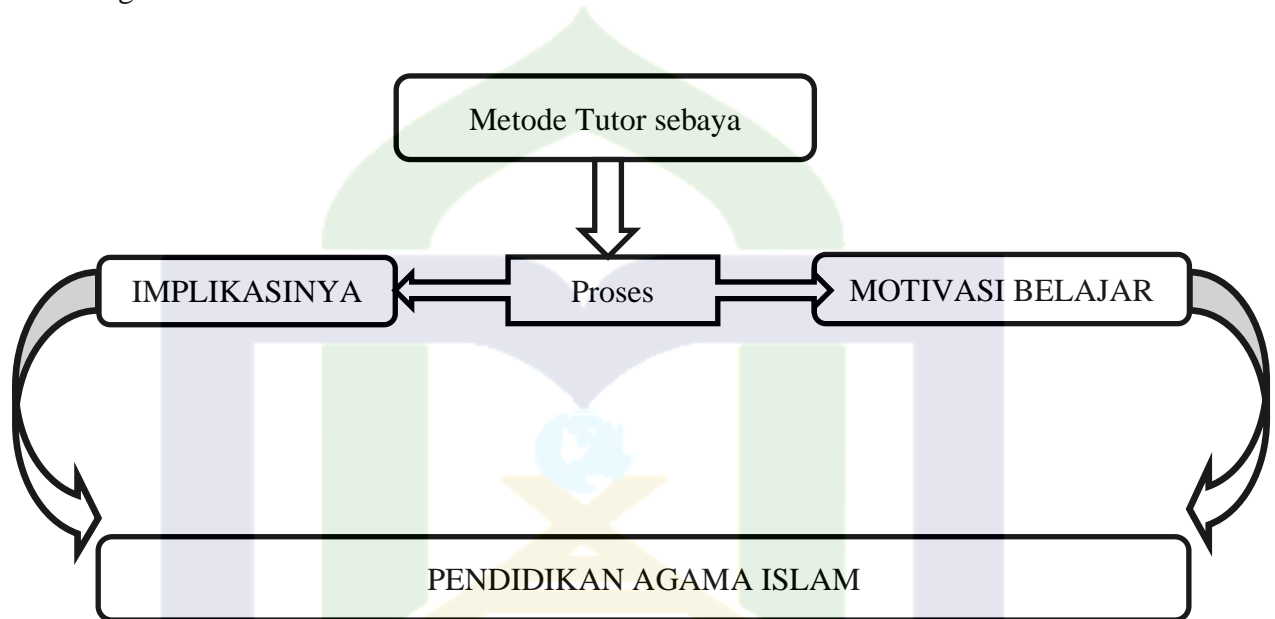 Metode Tutor sebaya
IMPLIKASINYA
Proses
MOTIVASI BELAJAR
PENDIDIKAN AGAMA ISLAM